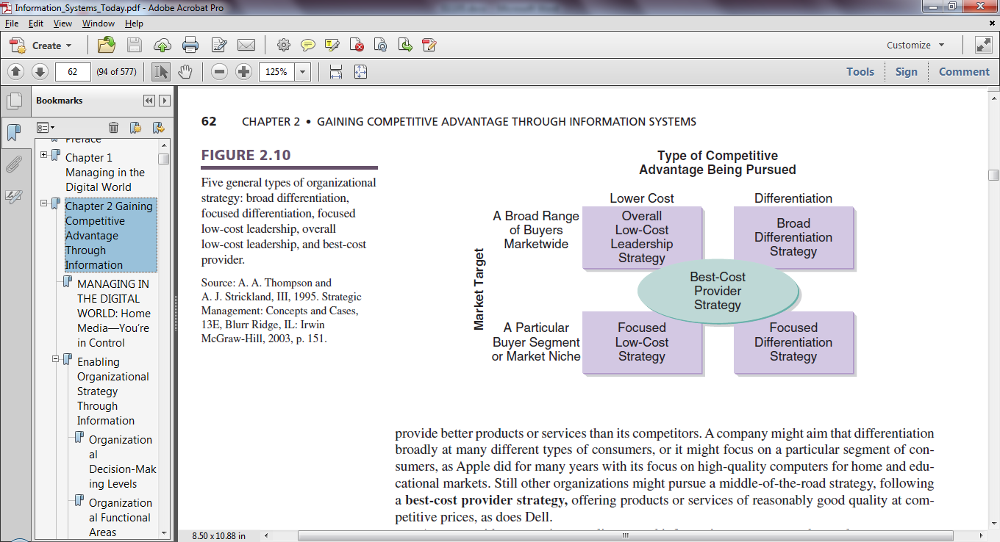 Information_Systems_Today.pdf - Adobe Acrobat Pro
File Edit View Window Help
Create
Customize
62 (94 of 577) 125% Tools Sign Comment
Bookmarks
Preface
Chapter 1
Managing in the
Digital World
Chapter 2 Gaining
Competitive
Advantage
Through
Information
MANAGING IN
THE DIGITAL
WORLD: Home
Media—You're
in Control
Enabling
Organizational
Strategy
Through
Information
Organization
al
Decision-Mak
ing Levels
Organization
al Functional
Areas
62 CHAPTER 2 • GAINING COMPETITIVE ADVANTAGE THROUGH INFORMATION SYSTEMS
FIGURE 2.10
Five general types of organizational
strategy: broad differentiation,
focused differentiation, focused
low-cost leadership, overall
low-cost leadership, and best-cost
provider.
Source: A. A. Thompson and
A. J. Strickland, III, 1995. Strategic
Management: Concepts and Cases,
13E, Blurr Ridge, IL: Irwin
McGraw-Hill, 2003, p. 151.
Type of Competitive
Advantage Being Pursued
Lower Cost
Differentiation
Market Target
A Broad Range
of Buyers
Marketwide
Overall
Low-Cost
Leadership
Strategy
Broad
Differentiation
Strategy
Best-Cost
Provider
Strategy
A Particular
Buyer Segment
or Market Niche
Focused
Low-Cost
Strategy
Focused
Differentiation
Strategy
provide better products or services than its competitors. A company might aim that differentiation
broadly at many different types of consumers, or it might focus on a particular segment of con-
sumers, as Apple did for many years with its focus on high-quality computers for home and edu-
cational markets. Still other organizations might pursue a middle-of-the-road strategy, following
a best-cost provider strategy, offering products or services of reasonably good quality at com-
petitive prices, as does Dell.
8.50 x 10.88 in